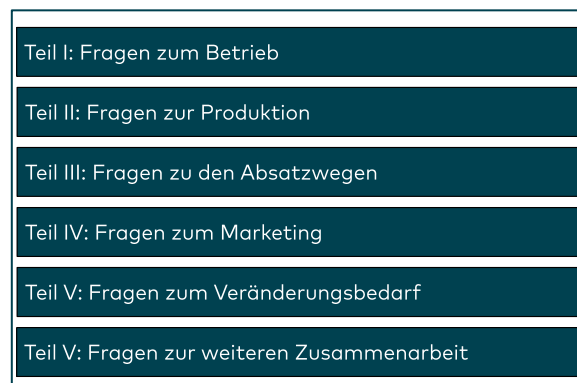 Teil I: Fragen zum Betrieb
Teil II: Fragen zur Produktion
Teil III: Fragen zu den Absatzwegen
Teil IV: Fragen zum Marketing
Teil V: Fragen zum Veränderungsbedarf
Teil V: Fragen zur weiteren Zusammenarbeit